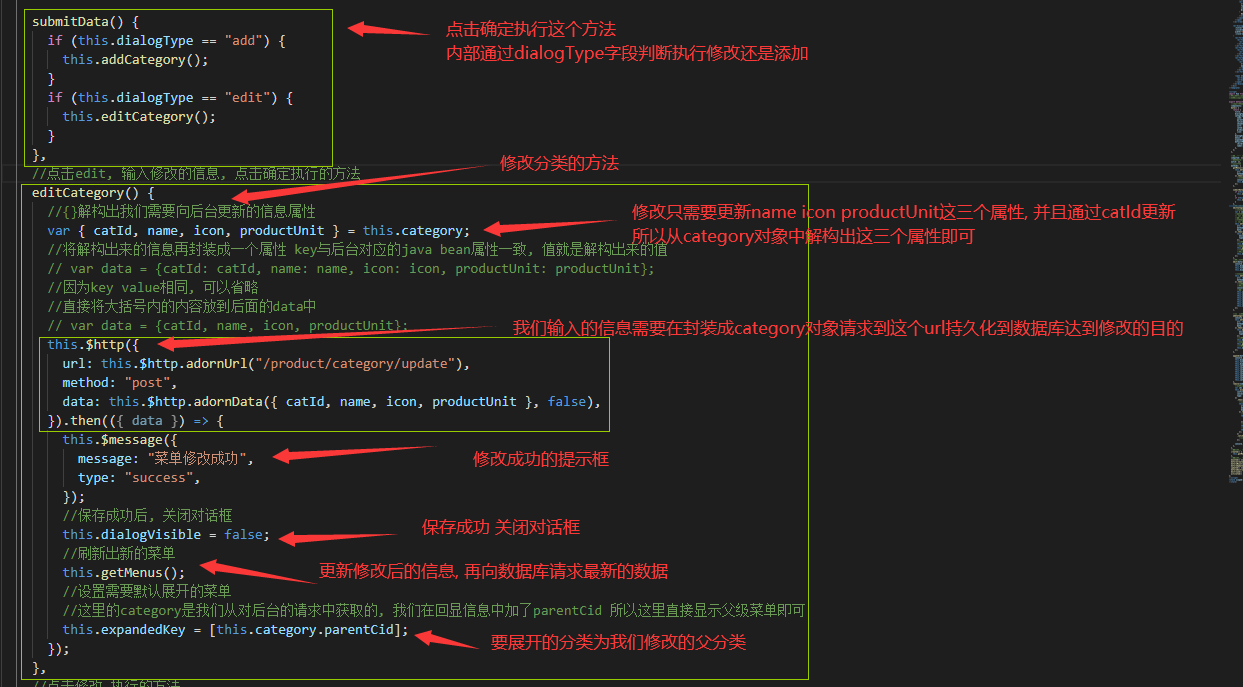 submitData() {
点击确定执行这个方法
if (this.dialogType == "add") {
内部通过dialogType字段判断执行修改还是添加
this.addCategory();
}
if (this.dialogType == "edit") {
this.editCategory();
}
},
修改分类的方法
//点击edit, 输入修改的信息, 点击确定执行的方法
editCategory() {
//{}解构出我们需要向后台更新的信息属性
修改只需要更新name icon productUnit这三个属性, 并且通过catId更新
var { catId, name, icon, productUnit } = this.category;
所以从category对象中解构出这三个属性即可
//将解构出来的信息再封装成一个属性 key与后台对应的java bean属性一致, 值就是解构出来的值
// var data = {catId: catId, name: name, icon: icon, productUnit: productUnit};
//因为key value相同, 可以省略
//直接将大括号内的内容放到后面的data中
// var data = {catId, name, icon, productUnit};
我们输入的信息需要在封装成category对象请求到这个url持久化到数据库达到修改的目的
this.$http({
url: this.$http.adornUrl("/product/category/update"),
method: "post",
data: this.$http.adornData({ catId, name, icon, productUnit }, false),
}).then(({ data }) => {
this.$message({
message: "菜单修改成功",
修改成功的提示框
type: "success",
});
//保存成功后, 关闭对话框
保存成功 关闭对话框
this.dialogVisible = false;
//刷新出新的菜单
this.getMenus();
更新修改后的信息, 再向数据库请求最新的数据
//设置需要默认展开的菜单
//这里的category是我们从对后台的请求中获取的, 我们在回显信息中加了parentCid 所以这里直接显示父级菜单即可
this.expandedKey = [this.category.parentCid];
要展开的分类为我们修改的父分类
});
},
//点击修改 执行的方法